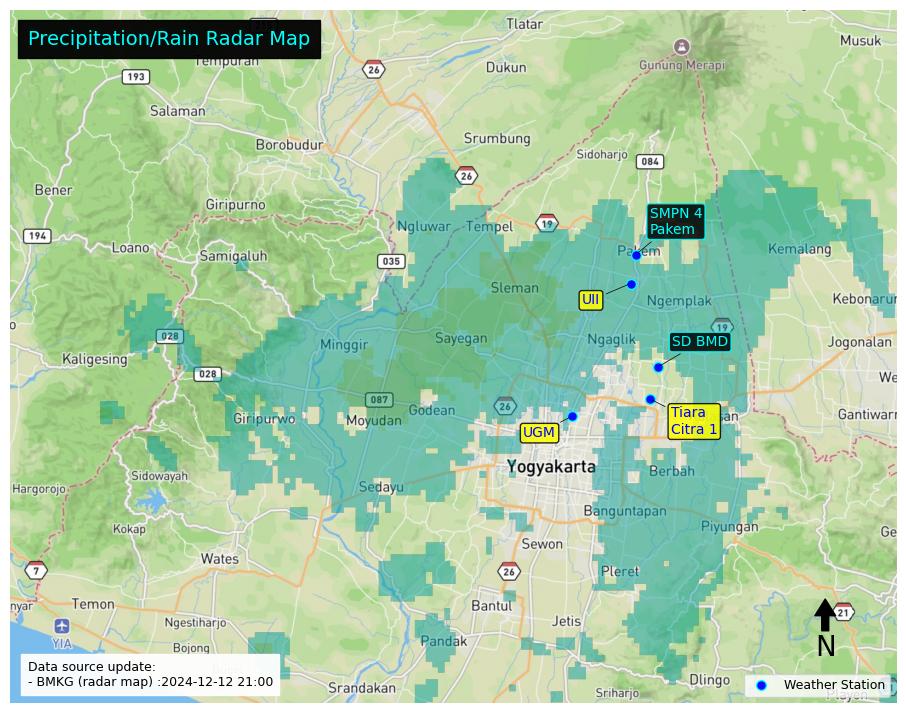 Precipitation/Rain Radar Map
Tlatar
Musuk
26
Dukun
Gunung Merapi
193
Salaman
Srumbung
Borobudur
Sidoharjo
084
26
Bener
Giripurno
SMPN 4
Pakem
Ngluwar
Tempel
19
194
Loano
Samigaluh
035
Pakem
Kemalang
Sleman
UII
Ngemplak
19
028
Minggir
Sayegan
Ngaglik
SD BMD
Jogonalan
Kaligesing
028
087
Giripurwo
Moyudan
Godean
26
Tiara
Citra 1
UGM
Yogyakarta
Berbah
Sidowayah
Hargorojo
Sedayu
Banguntapan
Piyungan
Kokap
Wates
Sewon
7
26
Pleret
Temon
Bantul
21
Ngestiharjo
Jetis
YIA
Bojong
Pandak
N
Data source update:
- BMKG (radar map) :2024-12-12 21:00
Srandakan
Sriharjo
Dlingo
Weather Station